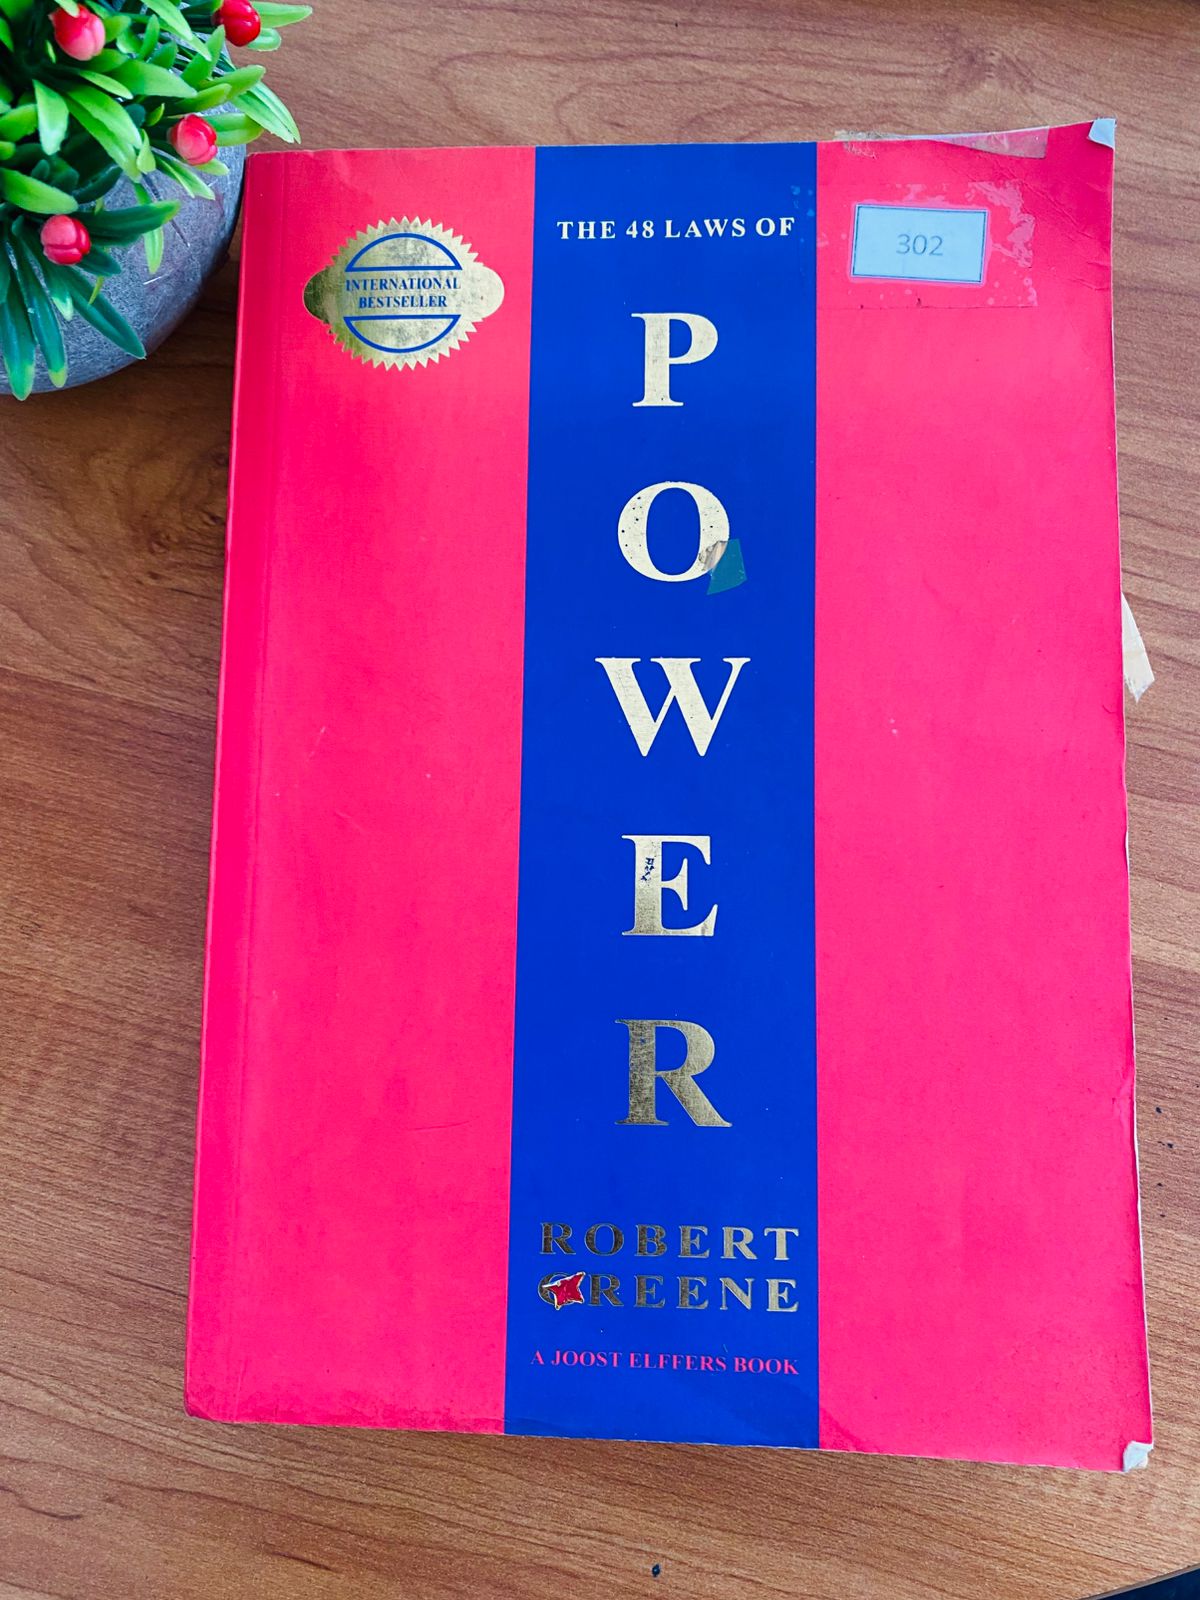 INTERNATIONAL
BESTSELLER
THE 48 LAWS OF
302
P
O
W
E
R
ROBERT
GREENE
A JOOST ELFFERS BOOK